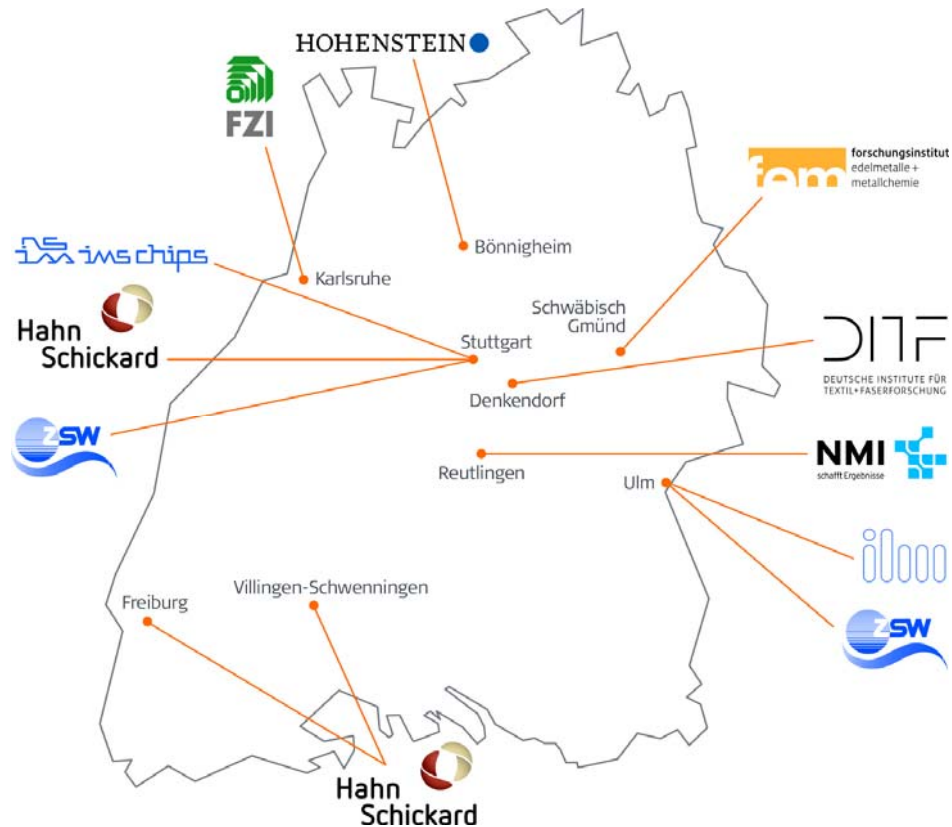 HOHENSTEIN
FZI
forschungsinstitut
edelmetalle+
metallchemie
fem
Bönnigheim
ims chips
Karlsruhe
Schwäbisch
Gmünd
Hahn
Schickard
Stuttgart
DITF
DEUTSCHE INSTITUTE FÜR
TEXTIL+FASERFORSCHUNG
Denkendorf
ZSW
NMI
schafft Ergebnisse
Reutlingen
Ulm
ilm
Villingen-Schwenningen
Freiburg
ZSW
Hahn
Schickard